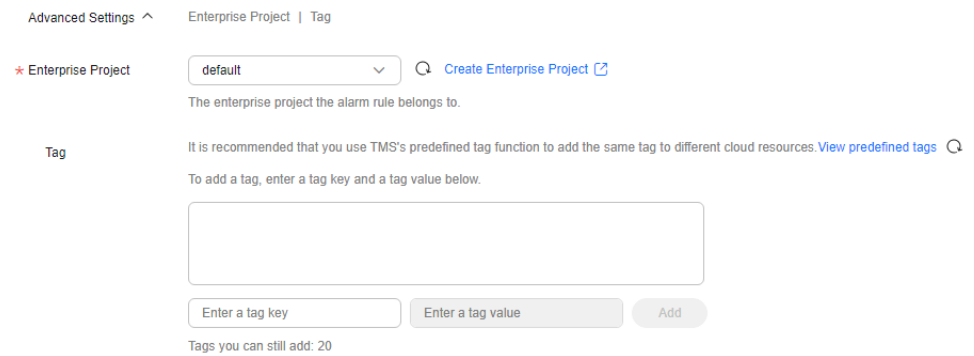 Advanced Settings Enterprise Project | Tag
* Enterprise Project default Create Enterprise Project
The enterprise project the alarm rule belongs to.
Tag It is recommended that you use TMS's predefined tag function to add the same tag to different cloud resources.View predefined tags
To add a tag, enter a tag key and a tag value below.
Enter a tag key Enter a tag value Add
Tags you can still add: 20